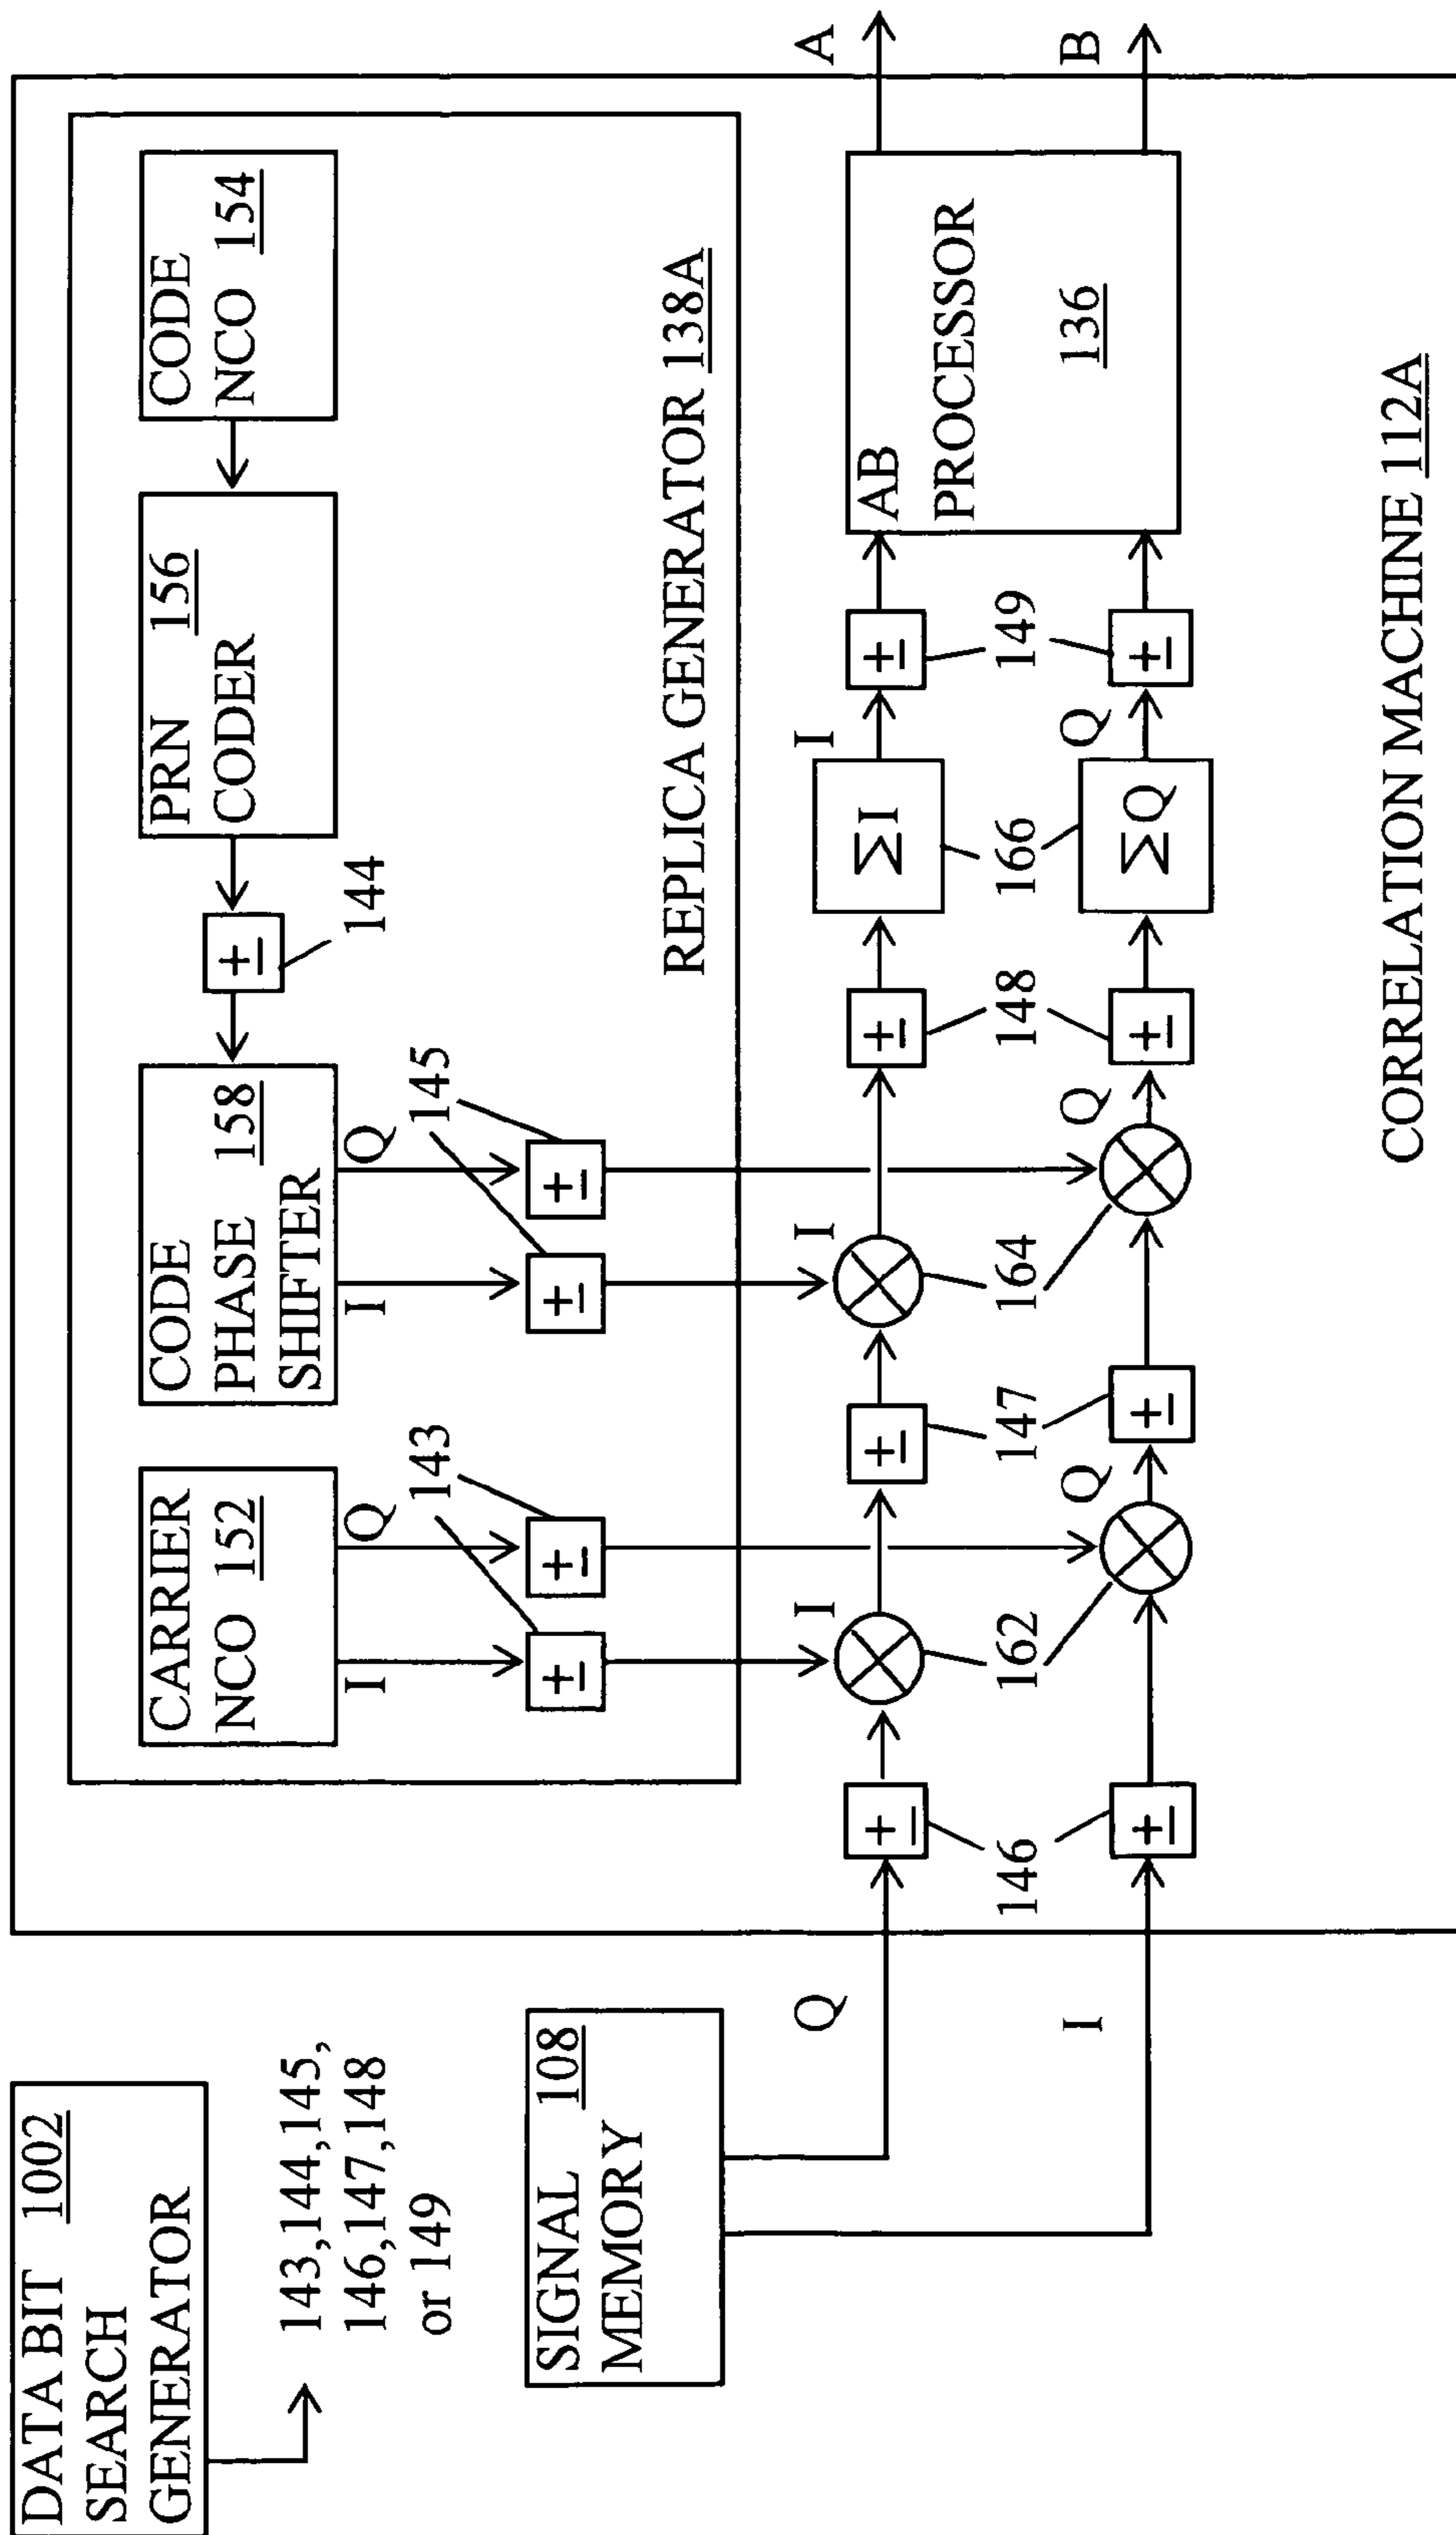 DATA BIT 1002
SEARCH
GENERATOR
143,144,145,
146,147,148
or 149
SIGNAL 108
MEMORY
Q
I
CARRIER
NCO 152
I
Q
143
CODE
PHASE 158
SHIFTER
I
Q
145
±
±
±
±
±
144
PRN 156
CODER
CODE
NCO 154
REPLICA GENERATOR 138A
±
±
146
I
Q
162
±
±
147
I
Q
164
±
±
148
ΣI
ΣQ
166
I
Q
±
±
149
AB
PROCESSOR
136
A
B
CORRELATION MACHINE 112A